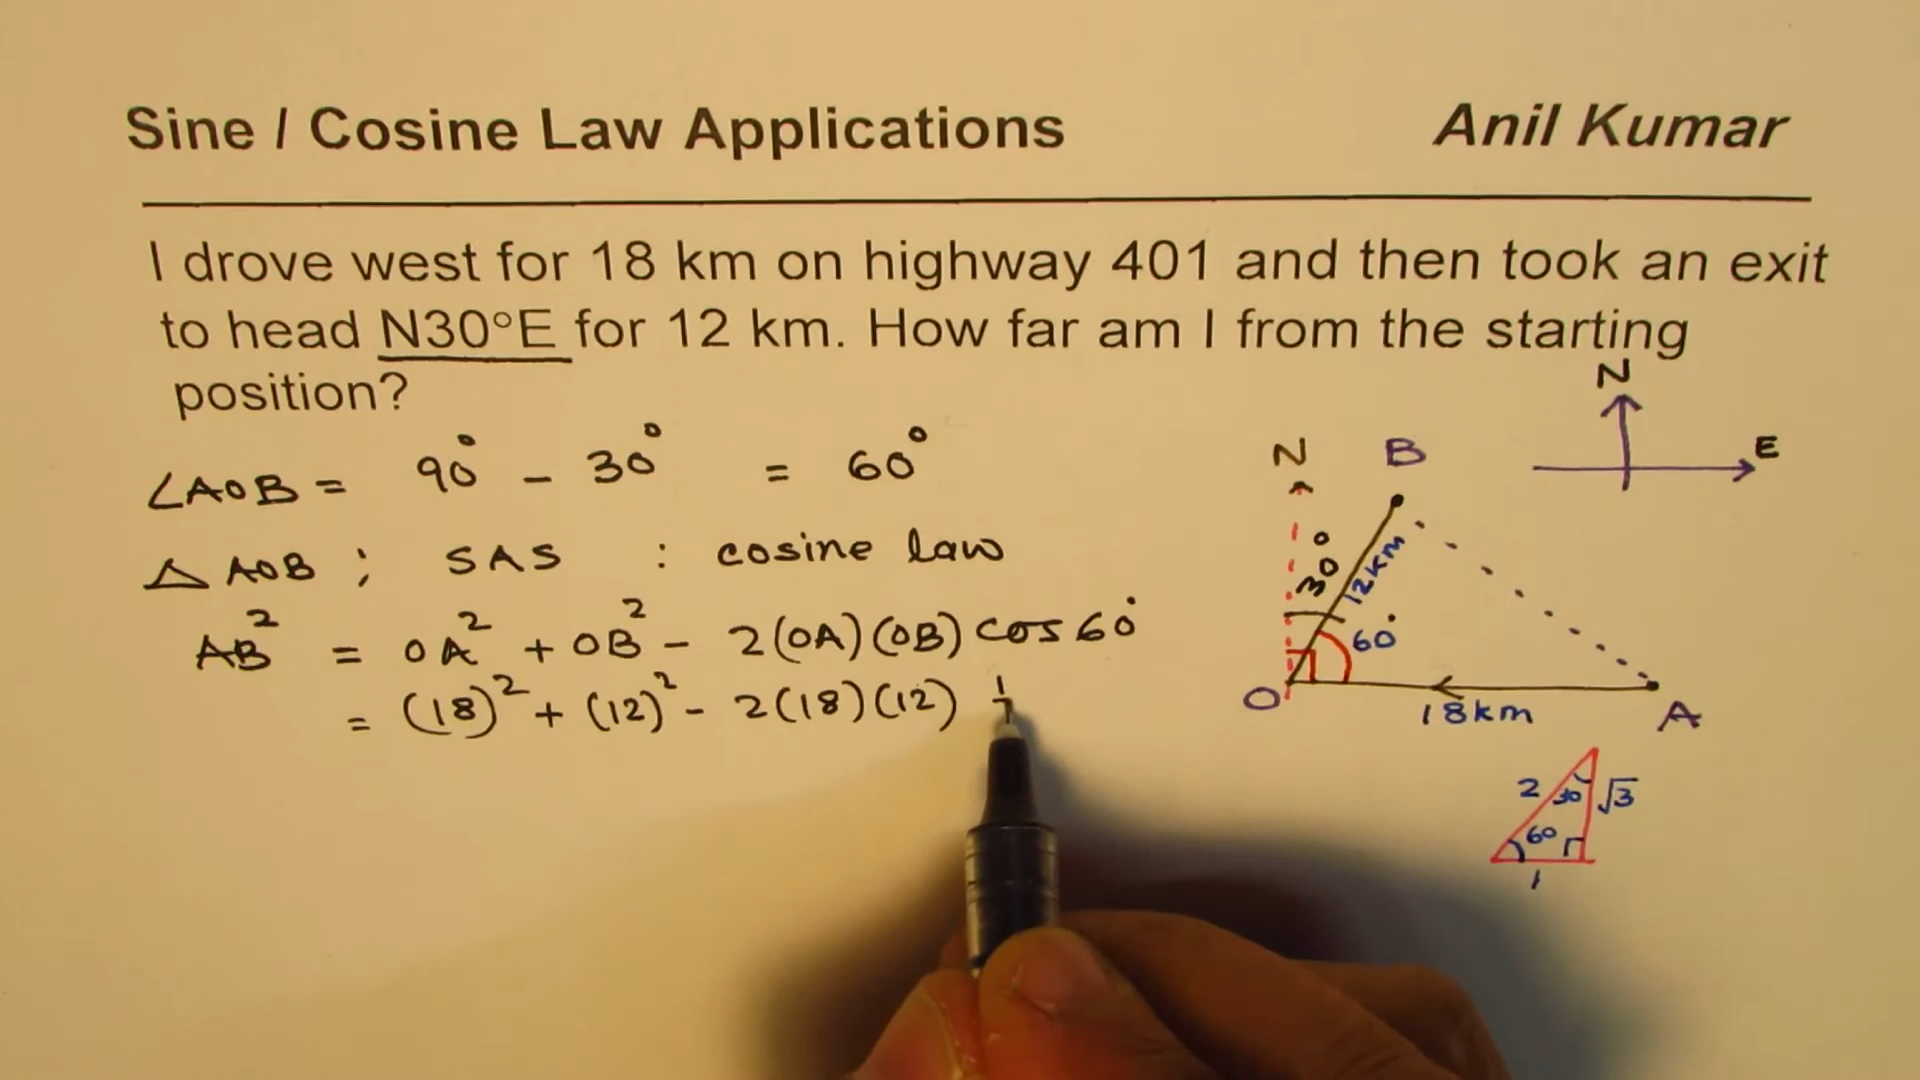 Sine / Cosine Law Applications
Anil Kumar
I drove west for 18 km on highway 401 and then took an exit
to head N30°E for 12 km. How far am I from the starting
position?
N
E
∠AOB = 90° - 30° = 60°
△AOB ; SAS : cosine law
AB² = OA² + OB² - 2(OA)(OB) cos 60°
= (18)² + (12)² - 2(18)(12) 1/
N
B
30°
12km
60°
O
18km
A
2
30
√3
60
1